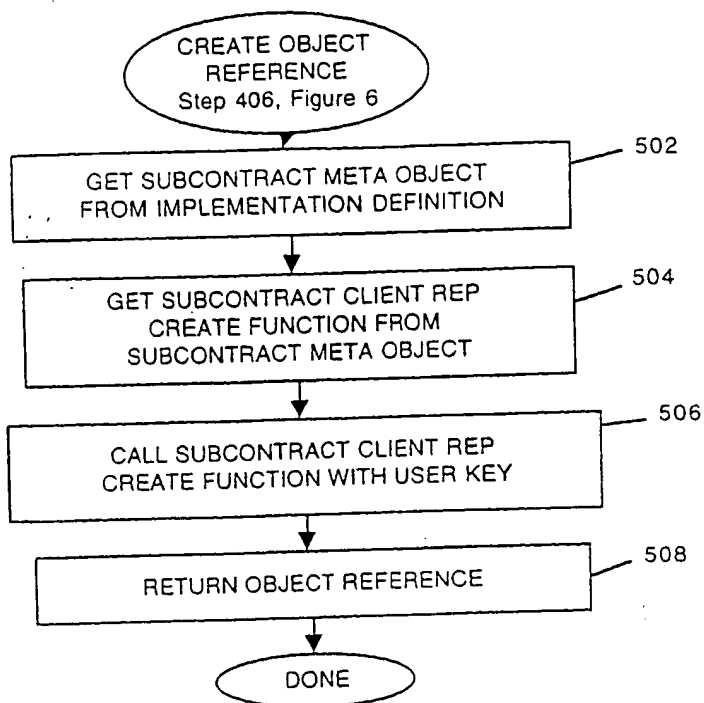 CREATE OBJECT
REFERENCE
Step 406, Figure 6
502
GET SUBCONTRACT META OBJECT
FROM IMPLEMENTATION DEFINITION
504
GET SUBCONTRACT CLIENT REP
CREATE FUNCTION FROM
SUBCONTRACT META OBJECT
506
CALL SUBCONTRACT CLIENT REP
CREATE FUNCTION WITH USER KEY
508
RETURN OBJECT REFERENCE
DONE